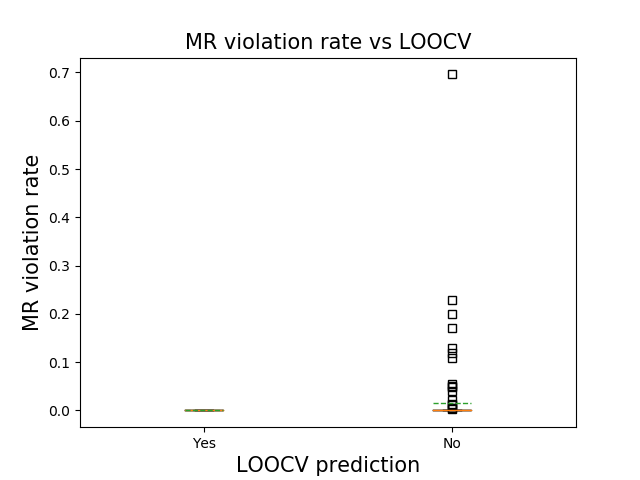 MR violation rate vs LOOCV
MR violation rate
0.7
0.6
0.5
0.4
0.3
0.2
0.1
0.0
Yes
No
LOOCV prediction